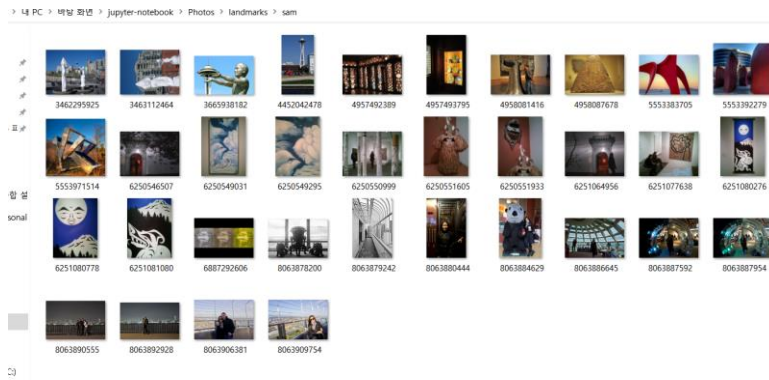 > 내 PC > 바탕 화면 > jupyter-notebook > Photos > landmarks > sam
3462295925 3463112464 3665938182 4452042478 4957492389 4957493795 4958081416 4958087678 5553383705 5553392279
5553971514 6250546507 6250549031 6250549295 6250550999 6250551605 6250551933 6251064956 6251077638 6251080276
6251080778 6251081080 6887292606 8063878200 8063879242 8063880444 8063884629 8063886645 8063887592 8063887954
8063890555 8063892928 8063906381 8063909754
sonal